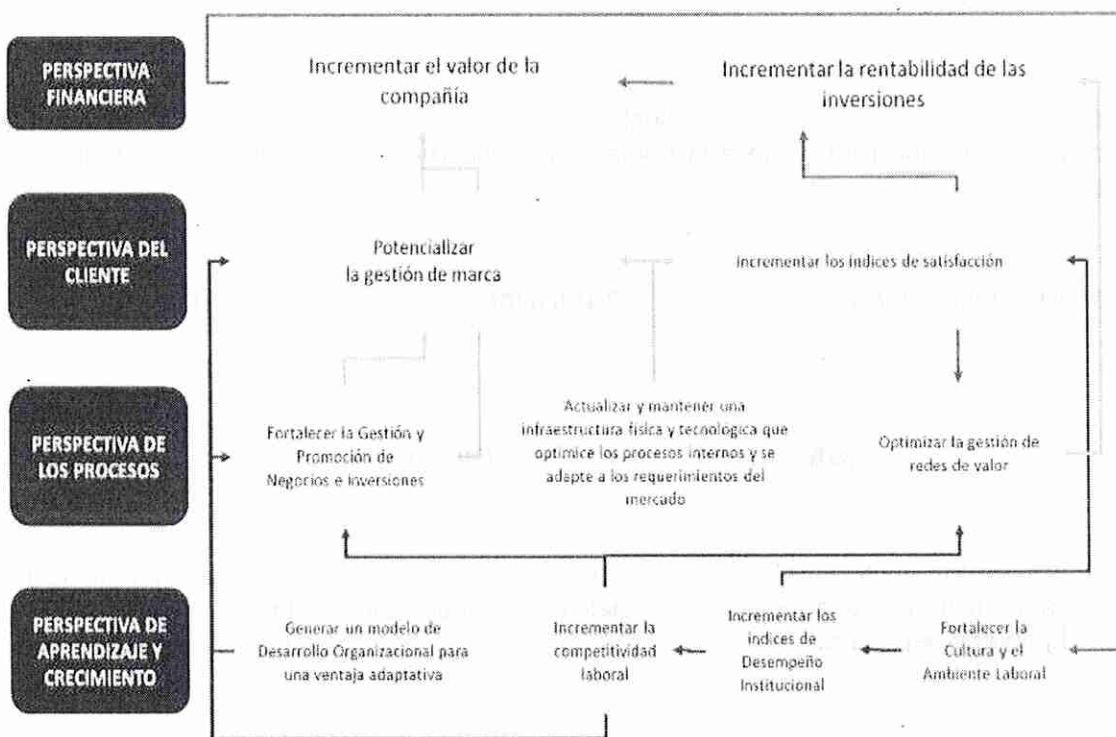 PERSPECTIVA
FINANCIERA
Incrementar el valor de la
compañía
Incrementar la rentabilidad de las
inversiones
PERSPECTIVA DEL
CLIENTE
Potencializar
la gestión de marca
Incrementar los índices de satisfacción
PERSPECTIVA DE
LOS PROCESOS
Fortalecer la Gestión y
Promoción de
Negocios e Inversiones
Actualizar y mantener una
infraestructura física y tecnológica que
optimice los procesos internos y se
adapte a los requerimientos del
mercado
Optimizar la gestión de
redes de valor
PERSPECTIVA DE
APRENDIZAJE Y
CRECIMIENTO
Generar un modelo de
Desarrollo Organizacional para
una ventaja adaptativa
Incrementar la
competitividad
laboral
Incrementar los
índices de
Desempeño
Institucional
Fortalecer la
Cultura y el
Ambiente Laboral